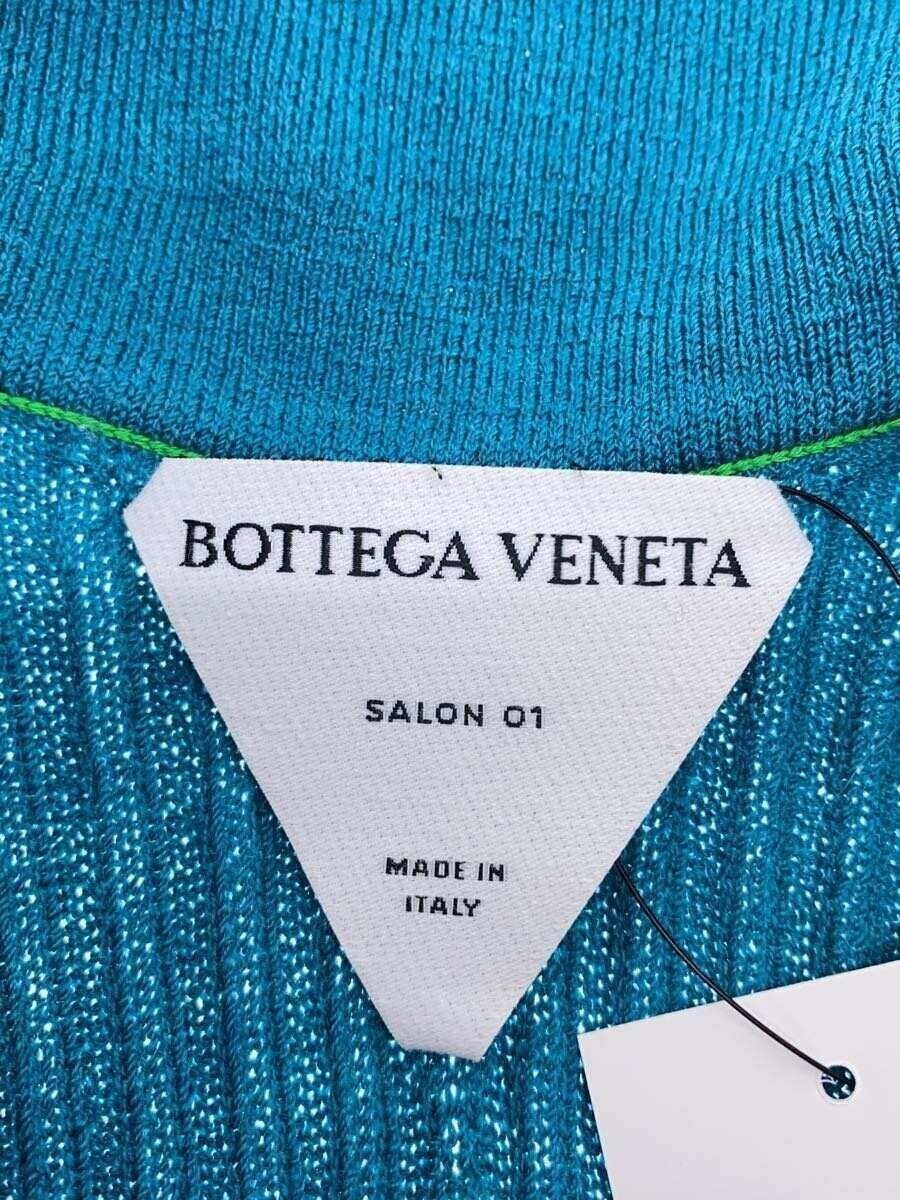 BOTTEGA VENETA
SALON 01
MADE IN
ITALY